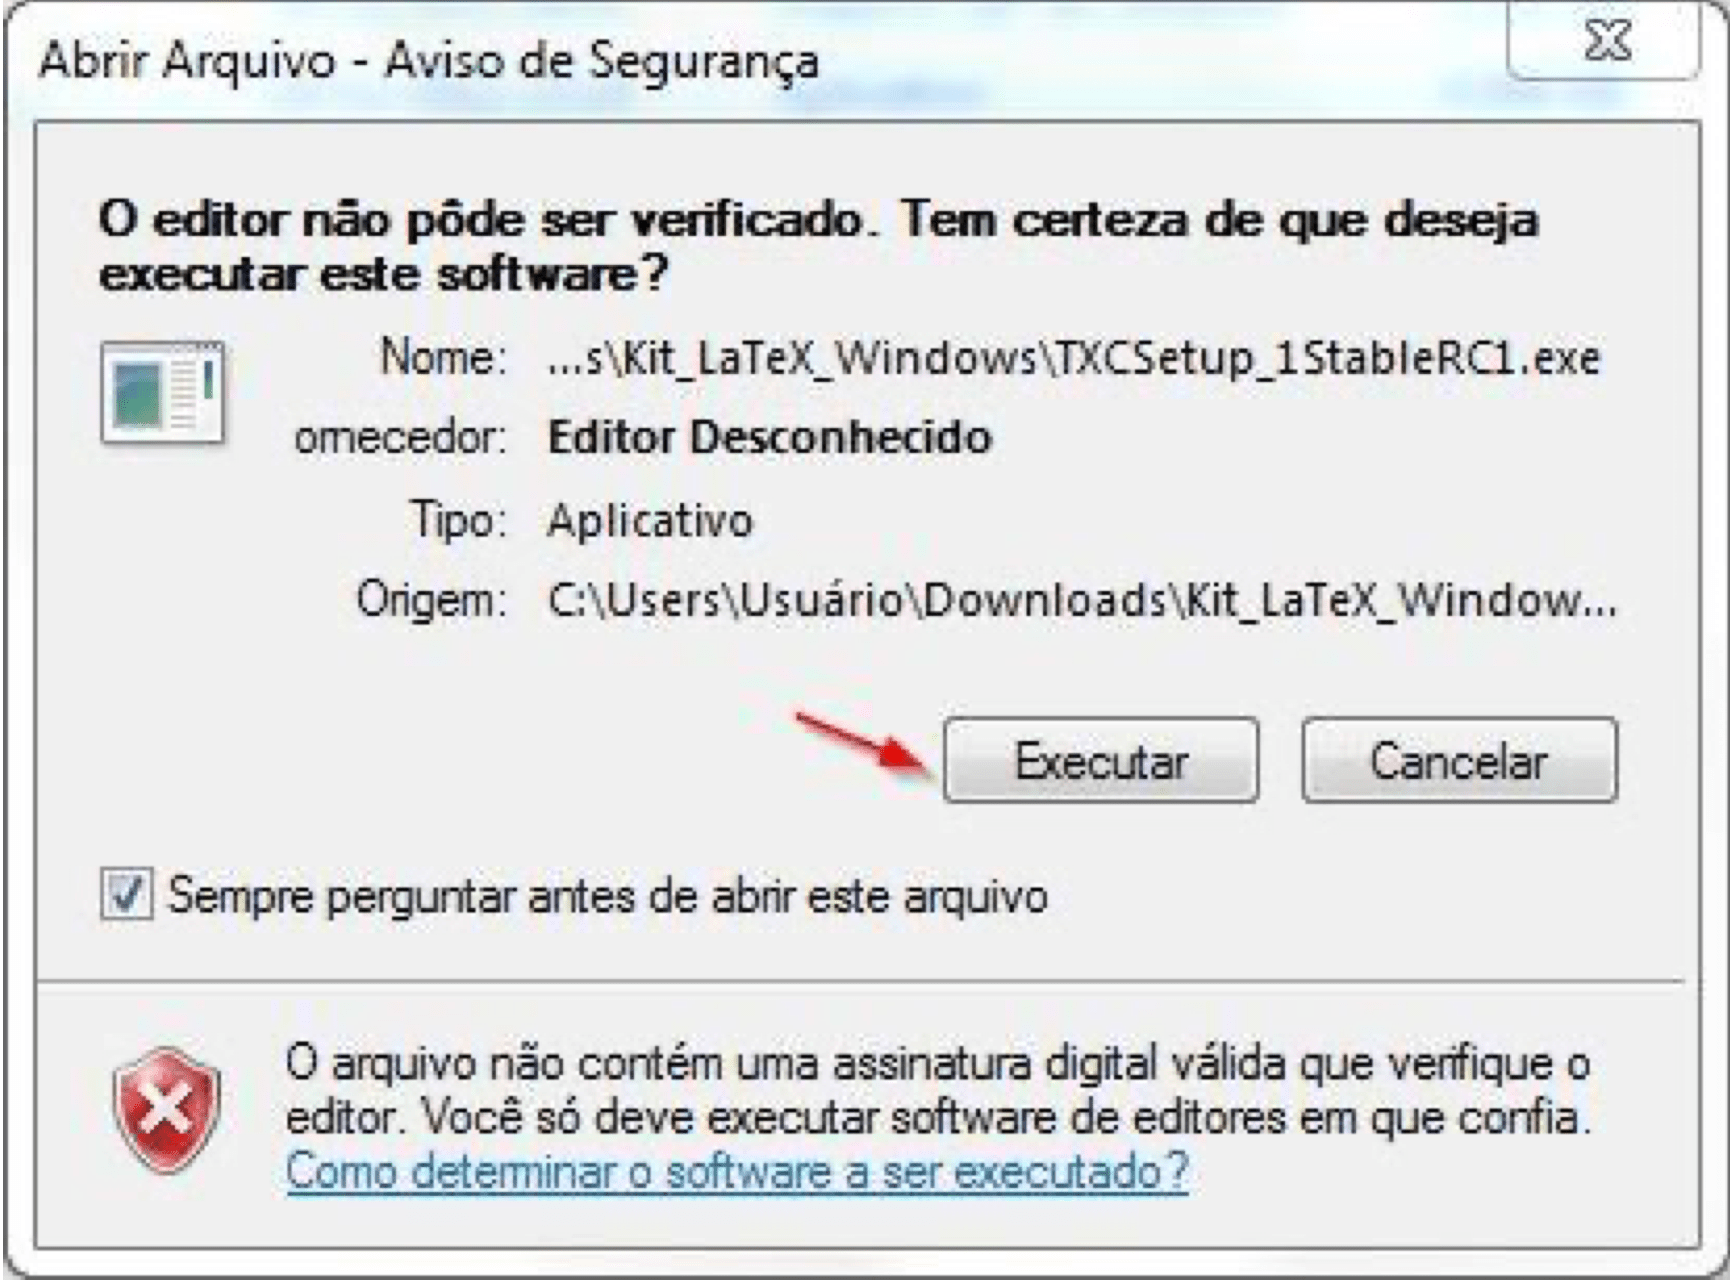 Abrir Arquivo - Aviso de Segurança
O editor não pôde ser verificado. Tem certeza de que deseja
executar este software?
Nome: ...s\Kit_LaTeX_Windows\TXCSetup_1StableRC1.exe
ornecedor: Editor Desconhecido
Tipo: Aplicativo
Origem: C:\Users\Usuário\Downloads\Kit_LaTeX_Window...
Executar Cancelar
Sempre perguntar antes de abrir este arquivo
O arquivo não contém uma assinatura digital válida que verifique o
editor. Você só deve executar software de editores em que confia.
Como determinar o software a ser executado?